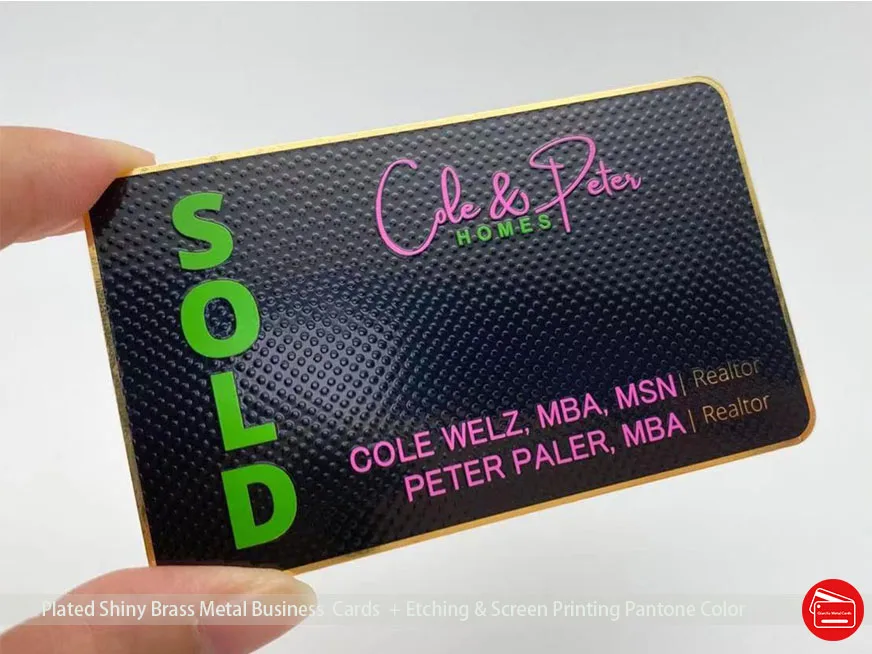 SOLD
Cole & Peter
HOMES
COLE WELZ, MBA, MSN| Realtor
PETER PALER, MBA| Realtor
Plated Shiny Brass Metal Business Cards + Etching & Screen Printing Pantone Color